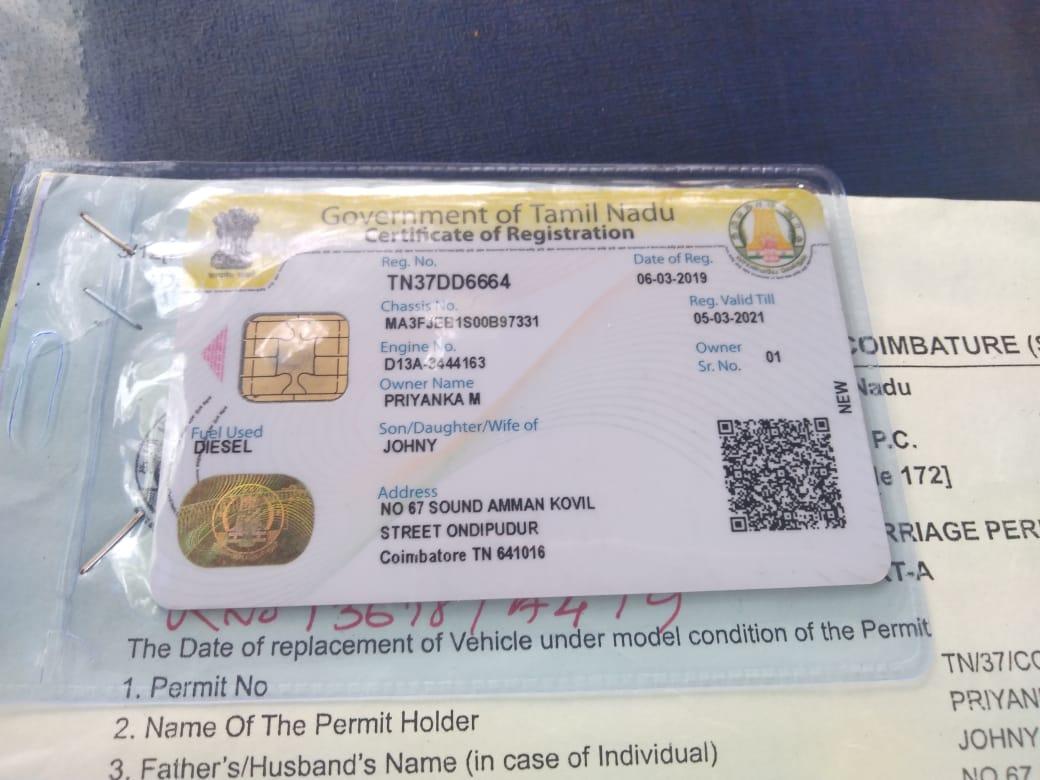 Government of Tamil Nadu
Certificate of Registration
Reg. No.
TN37DD6664
Date of Reg.
06-03-2019
Chassis No.
MA3FJEB1S00B97331
Reg. Valid Till
05-03-2021
Engine No.
D13A-3444163
Owner
Sr. No.
01
Owner Name
PRIYANKA M
NEW
Fuel Used
DIESEL
Son/Daughter/Wife of
JOHNY
Address
NO 67 SOUND AMMAN KOVIL
STREET ONDIPUDUR
Coimbatore TN 641016
COIMBATURE (S
Nadu
P.C.
le 172]
RRIAGE PER
RT-A
The Date of replacement of Vehicle under model condition of the Permit
1. Permit No
TN/37/CC
2. Name Of The Permit Holder
PRIYAN
3. Father's/Husband's Name (in case of Individual)
JOHNY
NO 67